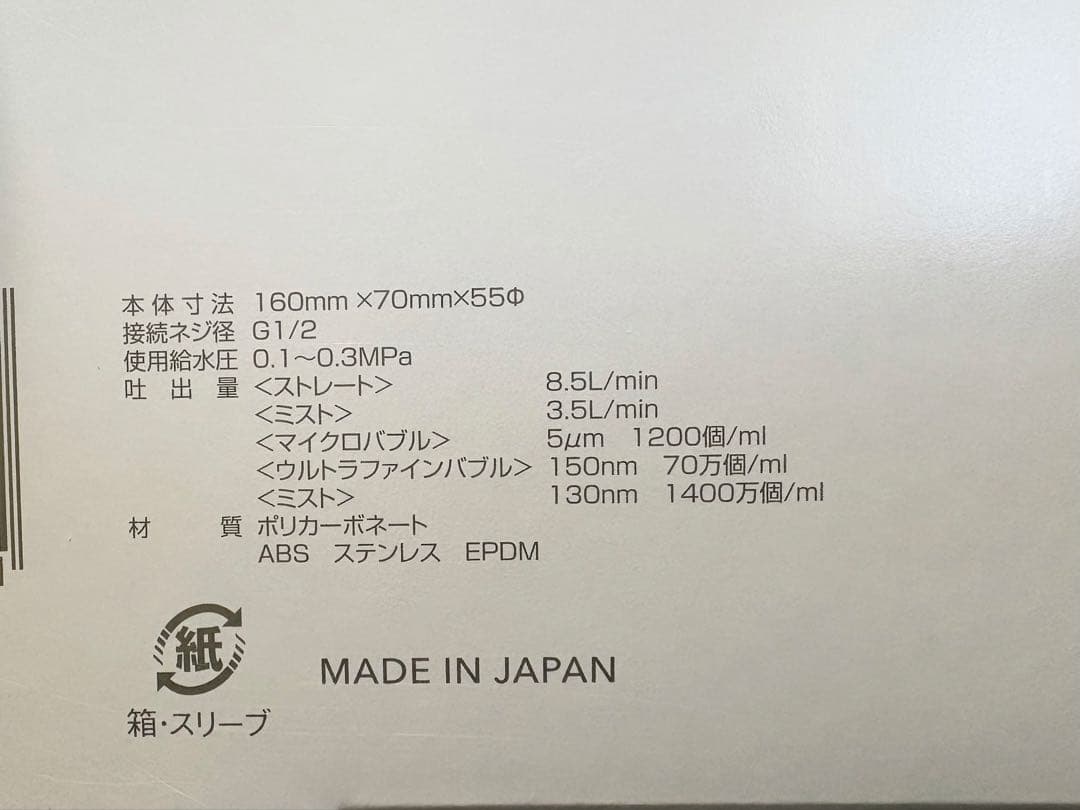 本体寸法 160mm×70mm×55Φ
接続ネジ径 G1/2
使用給水圧 0.1〜0.3MPa
吐出量 <ストレート> 8.5L/min
<ミスト> 3.5L/min
<マイクロバブル> 5μm 1200個/ml
<ウルトラファインバブル> 150nm 70万個/ml
<ミスト> 130nm 1400万個/ml
材質 ポリカーボネート
ABS ステンレス EPDM
紙
MADE IN JAPAN
箱・スリーブ